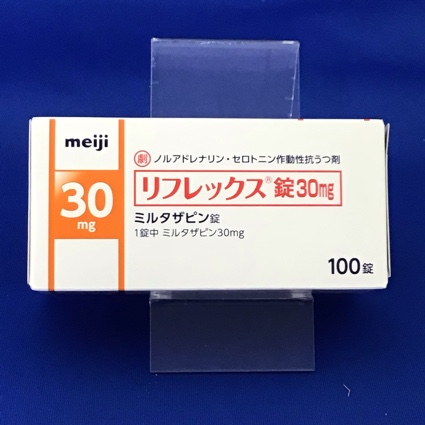 meiji
30
mg
劇 ノルアドレナリン・セロトニン作動性抗うつ剤
リフレックス®錠30mg
ミルタザピン錠
1錠中 ミルタザピン30mg
100錠